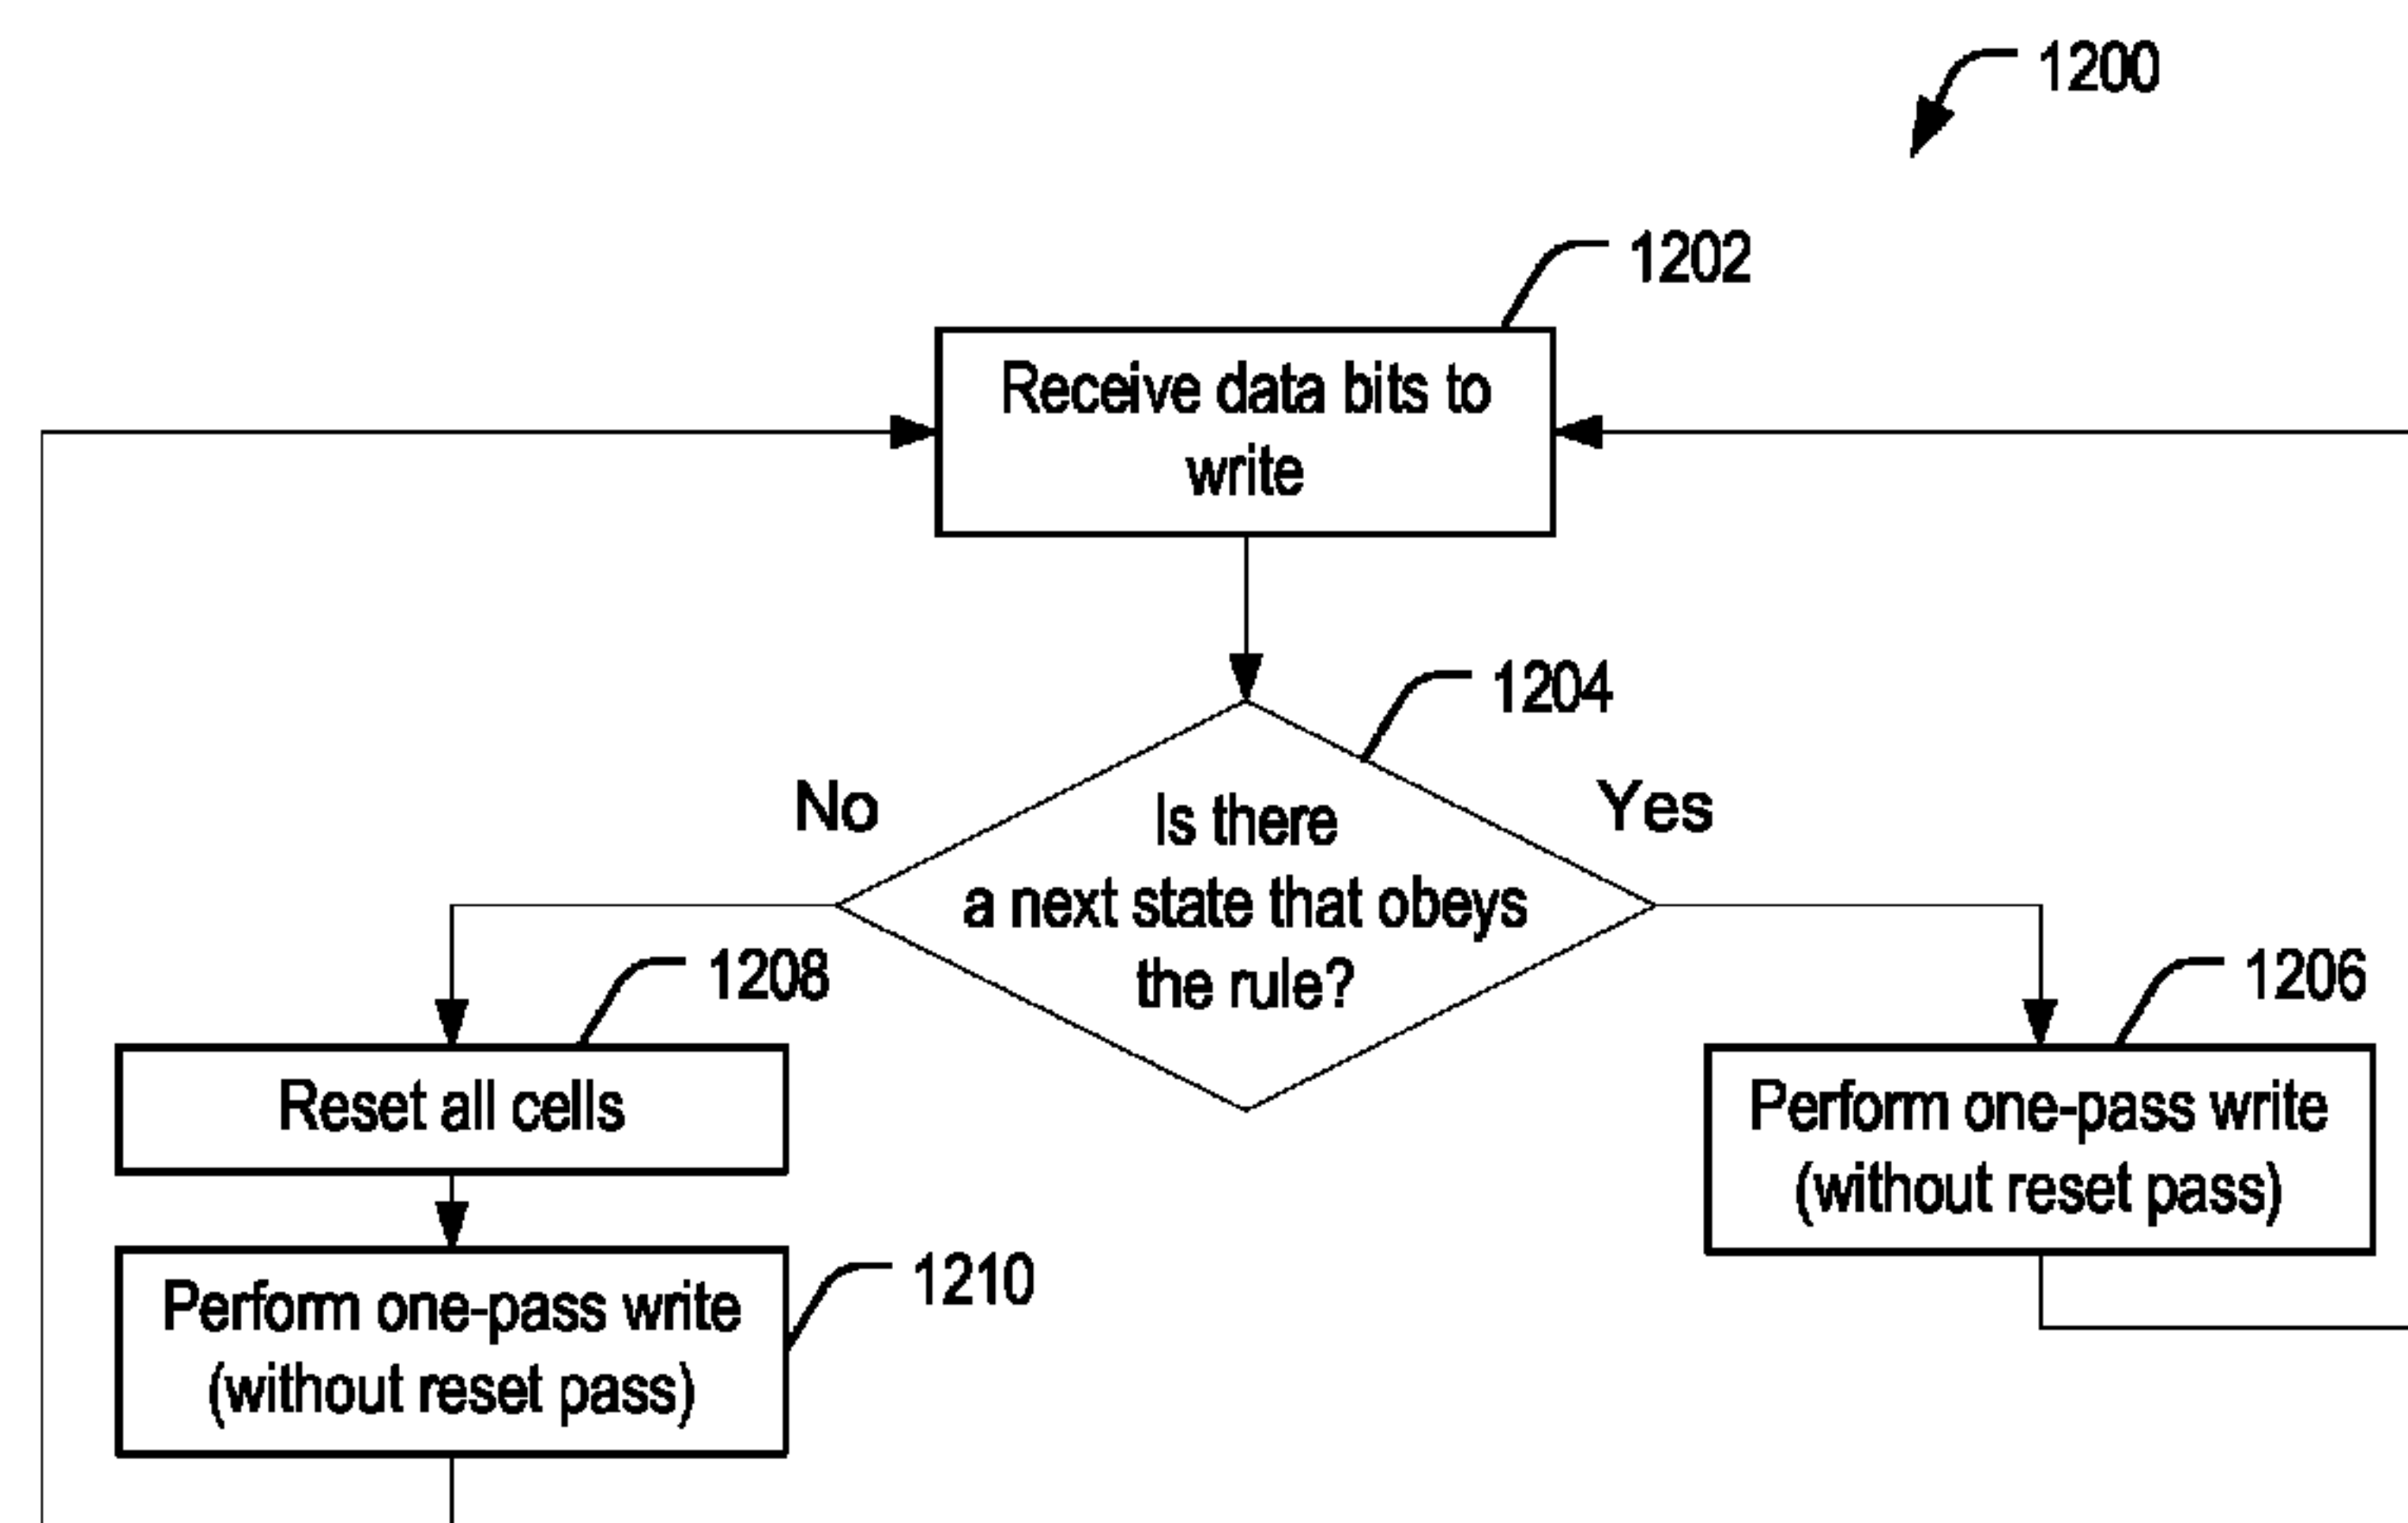 1200
1202
Receive data bits to
write
1204
No
Yes
Is there
a next state that obeys
the rule?
1208
1206
Reset all cells
Perform one-pass write
(without reset pass)
1210
Perform one-pass write
(without reset pass)